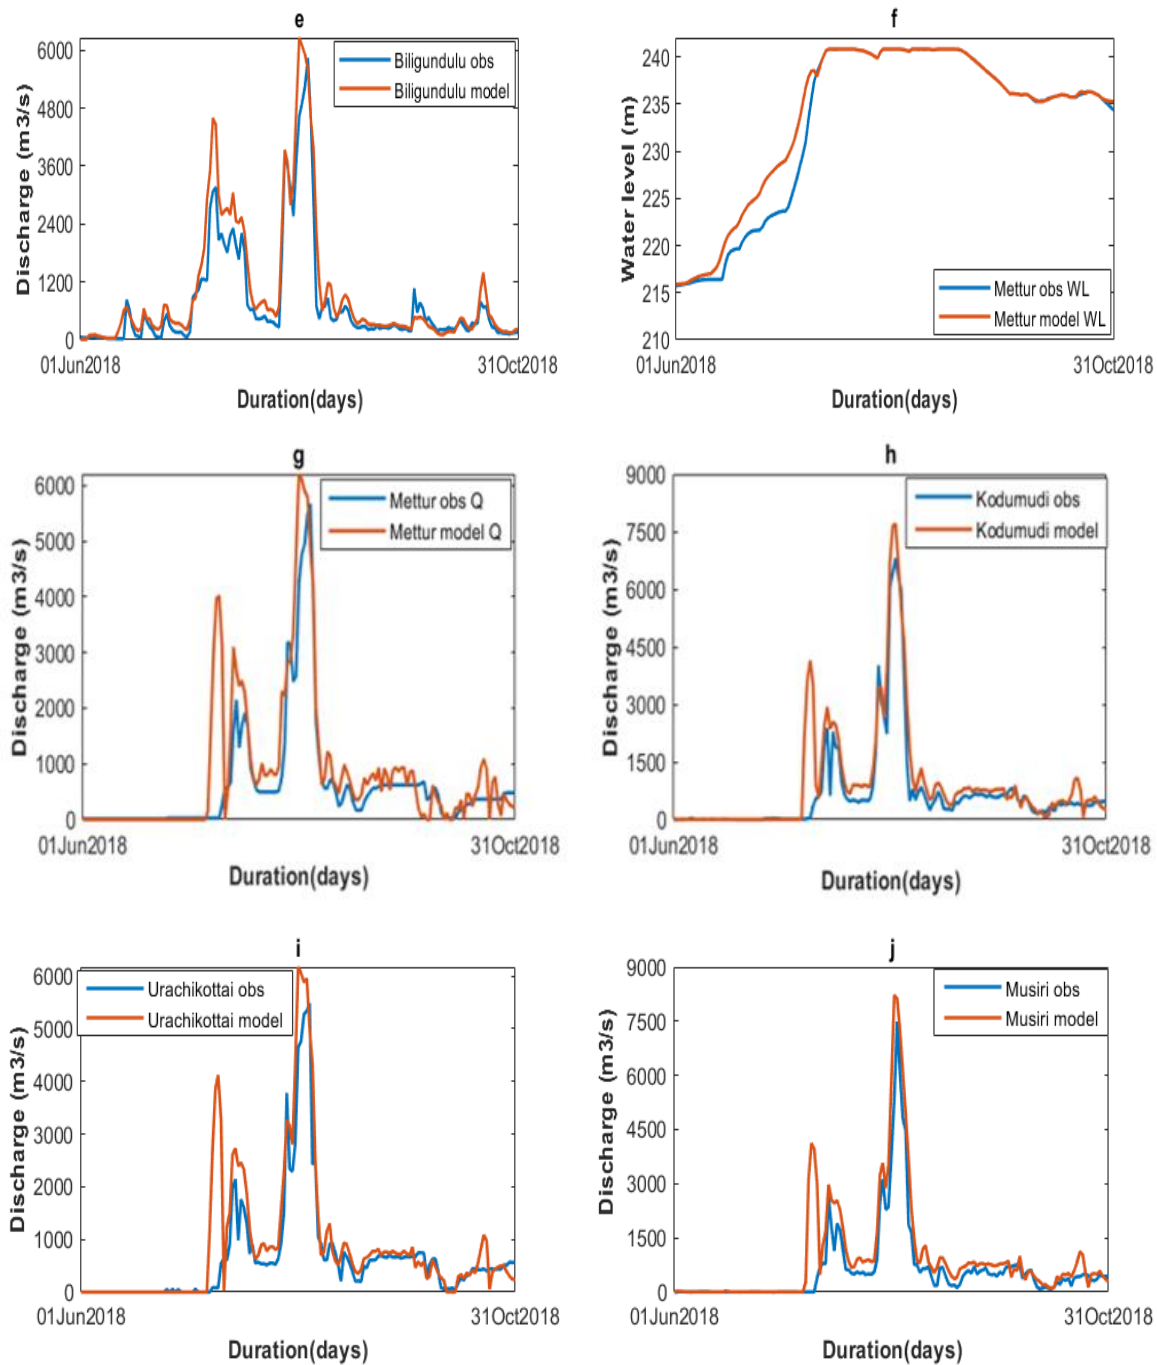 e
Discharge (m3/s)
6000
4800
3600
2400
1200
0
Biligundulu obs
Biligundulu model
01Jun2018
31Oct2018
Duration(days)
f
Water level (m)
240
235
230
225
220
215
210
Mettur obs WL
Mettur model WL
01Jun2018
31Oct2018
Duration(days)
g
Discharge (m3/s)
6000
5000
4000
3000
2000
1000
0
Mettur obs Q
Mettur model Q
01Jun2018
31Oct2018
Duration(days)
h
Discharge (m3/s)
9000
7500
6000
4500
3000
1500
0
Kodumudi obs
Kodumudi model
01Jun2018
31Oct2018
Duration(days)
i
Discharge (m3/s)
6000
5000
4000
3000
2000
1000
0
Urachikottai obs
Urachikottai model
01Jun2018
31Oct2018
Duration(days)
j
Discharge (m3/s)
9000
7500
6000
4500
3000
1500
0
Musiri obs
Musiri model
01Jun2018
31Oct2018
Duration(days)